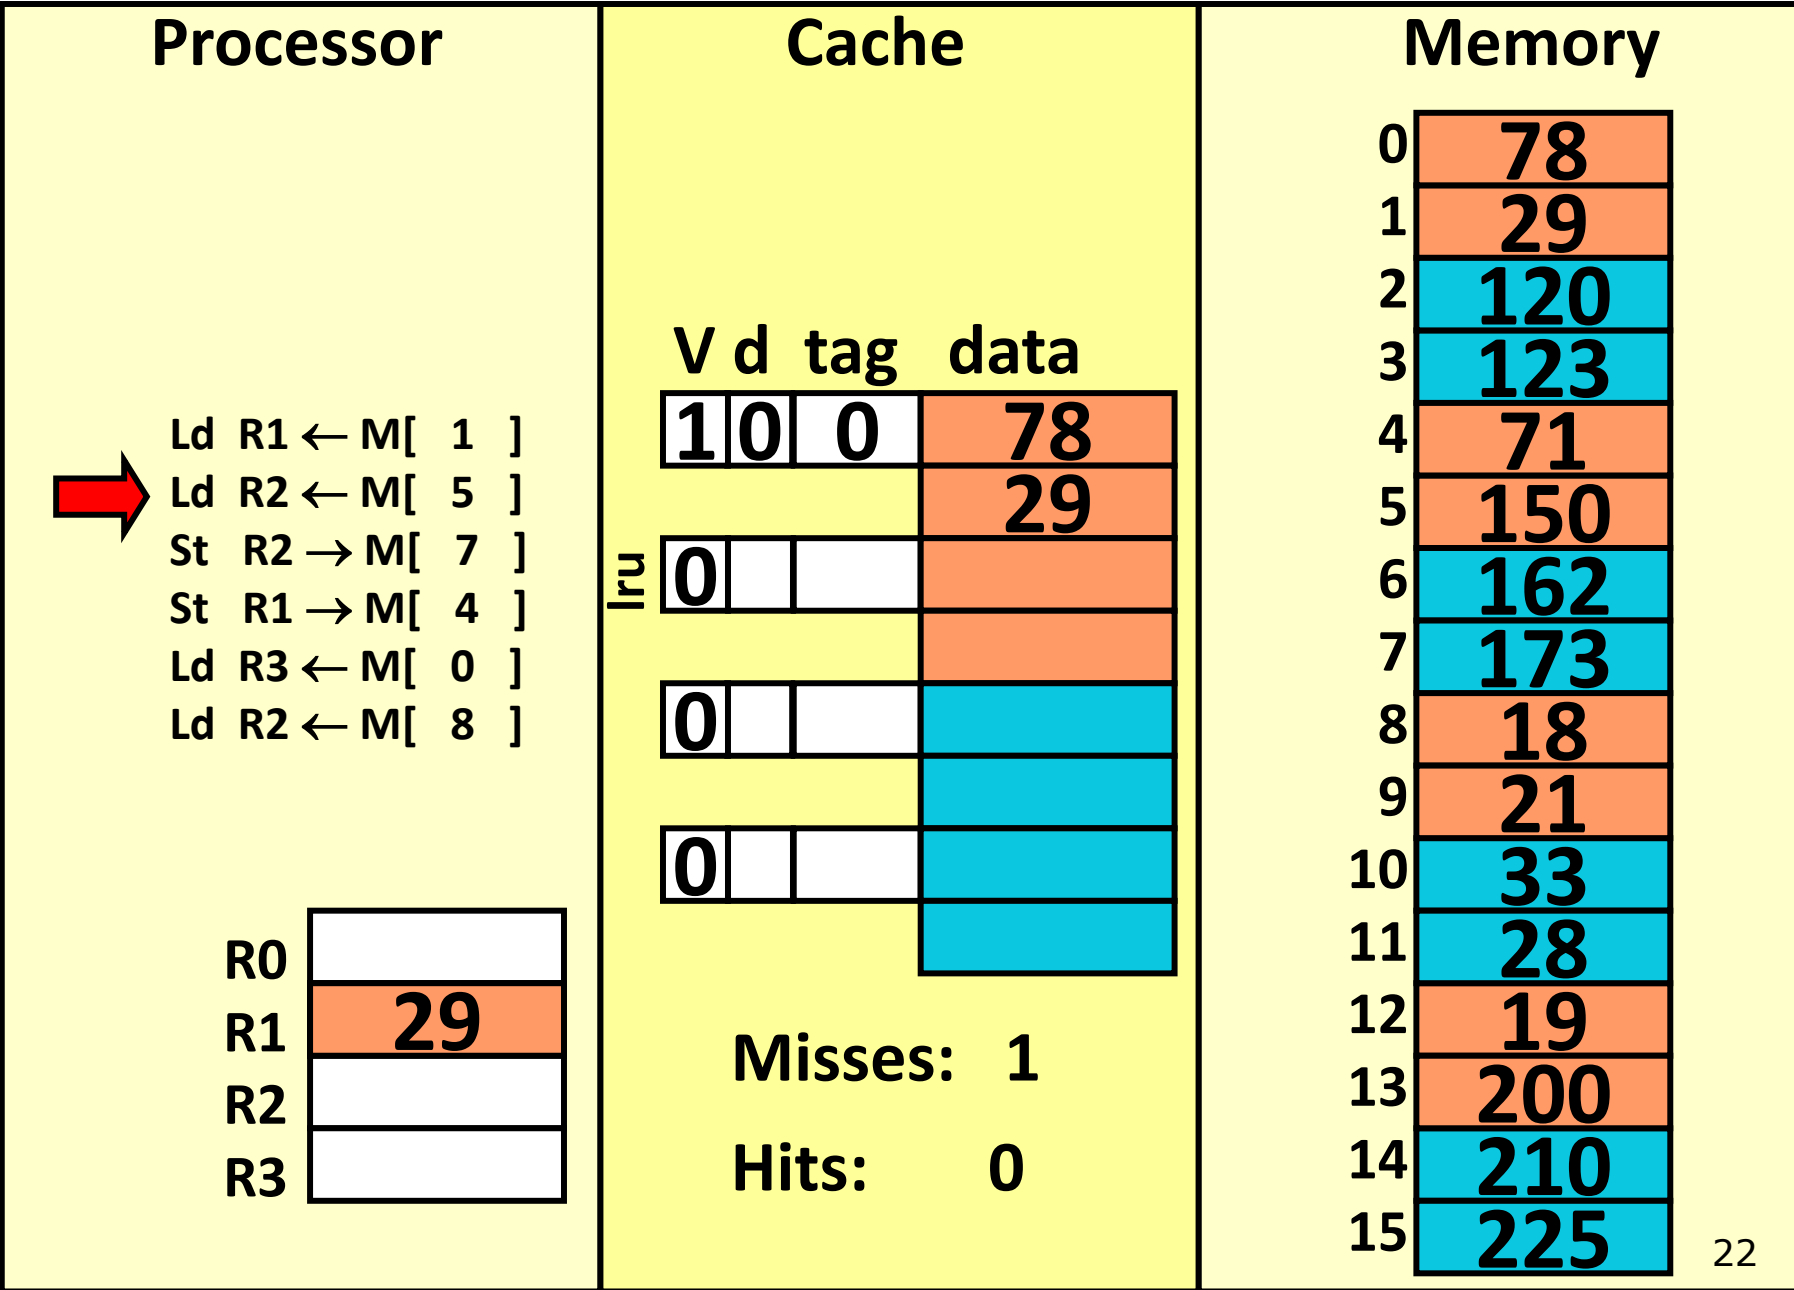 Processor
Ld R1 ← M[ 1 ]
Ld R2 ← M[ 5 ]
St R2 → M[ 7 ]
St R1 → M[ 4 ]
Ld R3 ← M[ 0 ]
Ld R2 ← M[ 8 ]
R0
R1 29
R2
R3
Cache
V d tag data
1 0 0 78
29
lru
0
0
0
Misses: 1
Hits: 0
Memory
0 78
1 29
2 120
3 123
4 71
5 150
6 162
7 173
8 18
9 21
10 33
11 28
12 19
13 200
14 210
15 225
22